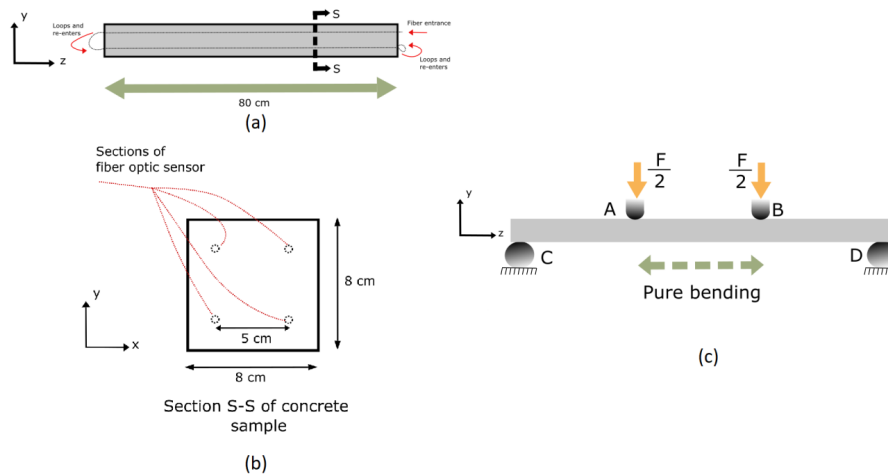 y
z
Loops and
re-enters
S
S
Fiber entrance
Loops and
re-enters
80 cm
(a)
Sections of
fiber optic sensor
y
x
8 cm
5 cm
8 cm
Section S-S of concrete
sample
(b)
F
2
F
2
A
B
y
z
C
D
Pure bending
(c)